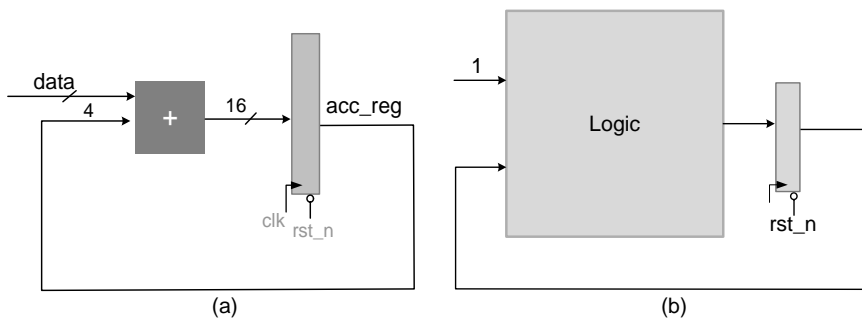 data
4
+
16
acc_reg
clk
rst_n
(a)
1
Logic
rst_n
(b)